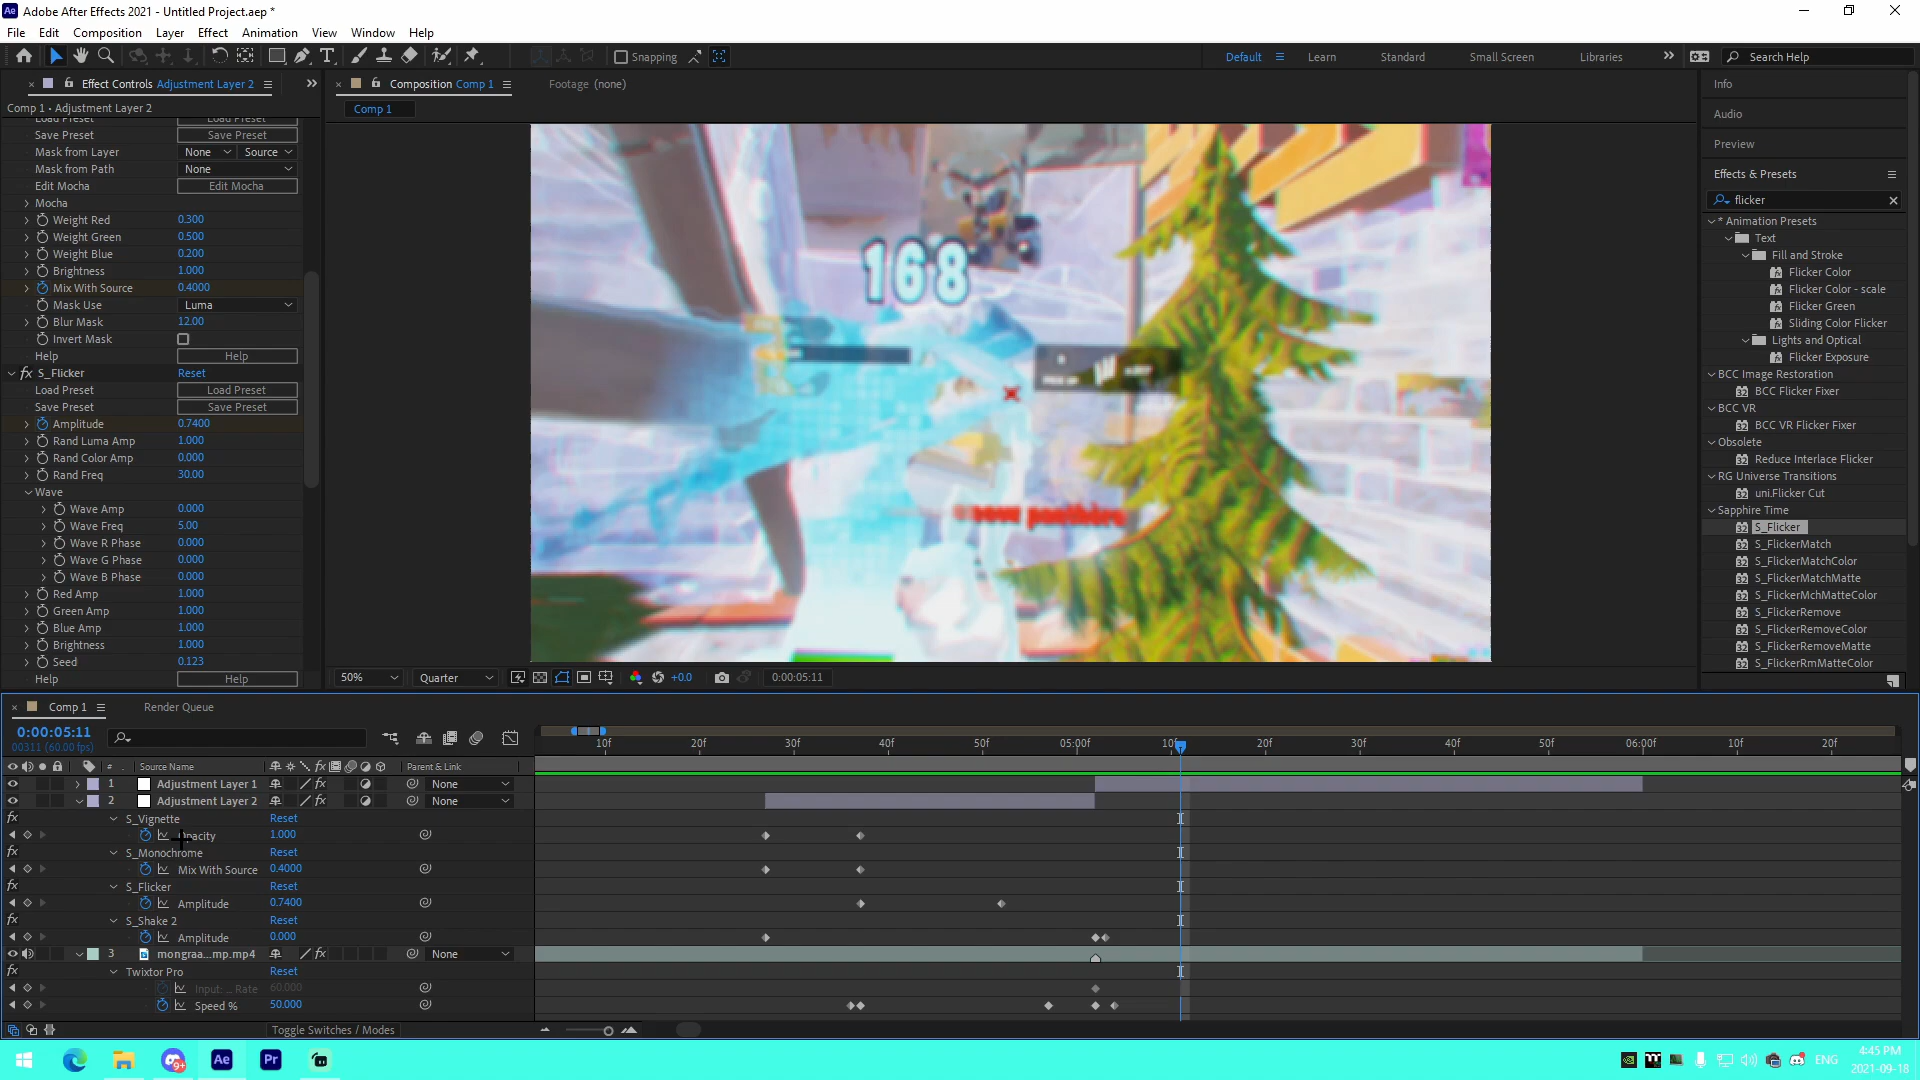 Adobe After Effects 2021 - Untitled Project.aep *
File Edit Composition Layer Effect Animation View Window Help
Snapping
Default Learn Standard Small Screen Libraries Search Help
Effect Controls Adjustment Layer 2
Composition Comp 1
Footage (none)
Comp 1 • Adjustment Layer 2
Comp 1
Load Preset Load Preset
Save Preset Save Preset
Mask from Layer None Source
Mask from Path None
Edit Mocha Edit Mocha
Mocha
Weight Red 0.300
Weight Green 0.500
Weight Blue 0.200
Brightness 1.000
Mix With Source 0.4000
Mask Use Luma
Blur Mask 12.00
Invert Mask
Help Help
S_Flicker Reset
Load Preset Load Preset
Save Preset Save Preset
Amplitude 0.7400
Rand Luma Amp 1.000
Rand Color Amp 0.000
Rand Freq 30.00
Wave
Wave Amp 0.000
Wave Freq 5.00
Wave R Phase 0.000
Wave G Phase 0.000
Wave B Phase 0.000
Red Amp 1.000
Green Amp 1.000
Blue Amp 1.000
Brightness 1.000
Seed 0.123
Help Help
168
50% Quarter +0.0 0:00:05:11
Info
Audio
Preview
Effects & Presets
flicker
* Animation Presets
Text
Fill and Stroke
Flicker Color
Flicker Color - scale
Flicker Green
Sliding Color Flicker
Lights and Optical
Flicker Exposure
BCC Image Restoration
BCC Flicker Fixer
BCC VR
BCC VR Flicker Fixer
Obsolete
Reduce Interlace Flicker
RG Universe Transitions
uni.Flicker Cut
Sapphire Time
S_Flicker
S_FlickerMatch
S_FlickerMatchColor
S_FlickerMatchMatte
S_FlickerMchMatteColor
S_FlickerRemove
S_FlickerRemoveColor
S_FlickerRemoveMatte
S_FlickerRmMatteColor
Comp 1 Render Queue
0:00:05:11
00311 (60.00 fps)
10f 20f 30f 40f 50f 05:00f 10f 20f 30f 40f 50f 06:00f 10f 20f
# Source Name fx Parent & Link
1 Adjustment Layer 1 fx None
2 Adjustment Layer 2 fx None
fx S_Vignette Reset
Opacity 1.000
fx S_Monochrome Reset
Mix With Source 0.4000
fx S_Flicker Reset
Amplitude 0.7400
fx S_Shake 2 Reset
Amplitude 0.000
3 mongraa...mp.mp4 fx None
fx Twixtor Pro Reset
Input: ... Rate 60.000
Speed % 50.000
Toggle Switches / Modes
9+ Ae Pr
ENG
4:45 PM
2021-09-18